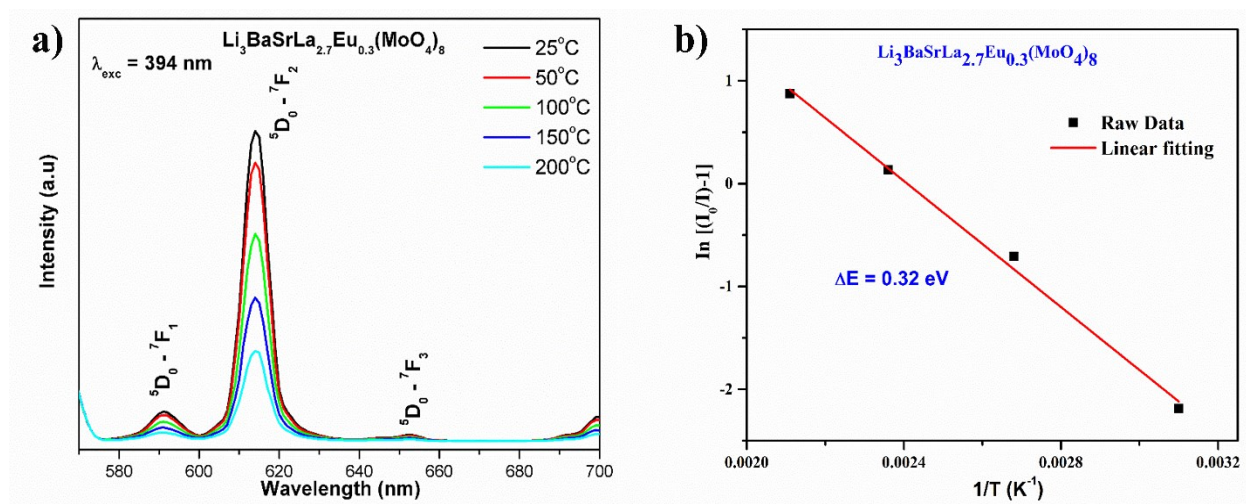 a)
Li₃BaSrLa₂.₇Eu₀.₃(MoO₄)₈
λexc = 394 nm
25°C
50°C
100°C
150°C
200°C
⁵D₀ - ⁷F₂
⁵D₀ - ⁷F₁
⁵D₀ - ⁷F₃
Intensity (a.u)
580
600
620
640
660
680
700
Wavelength (nm)
b)
Li₃BaSrLa₂.₇Eu₀.₃(MoO₄)₈
Raw Data
Linear fitting
ΔE = 0.32 eV
ln [(I₀/I)-1]
1
0
-1
-2
0.0020
0.0024
0.0028
0.0032
1/T (K⁻¹)